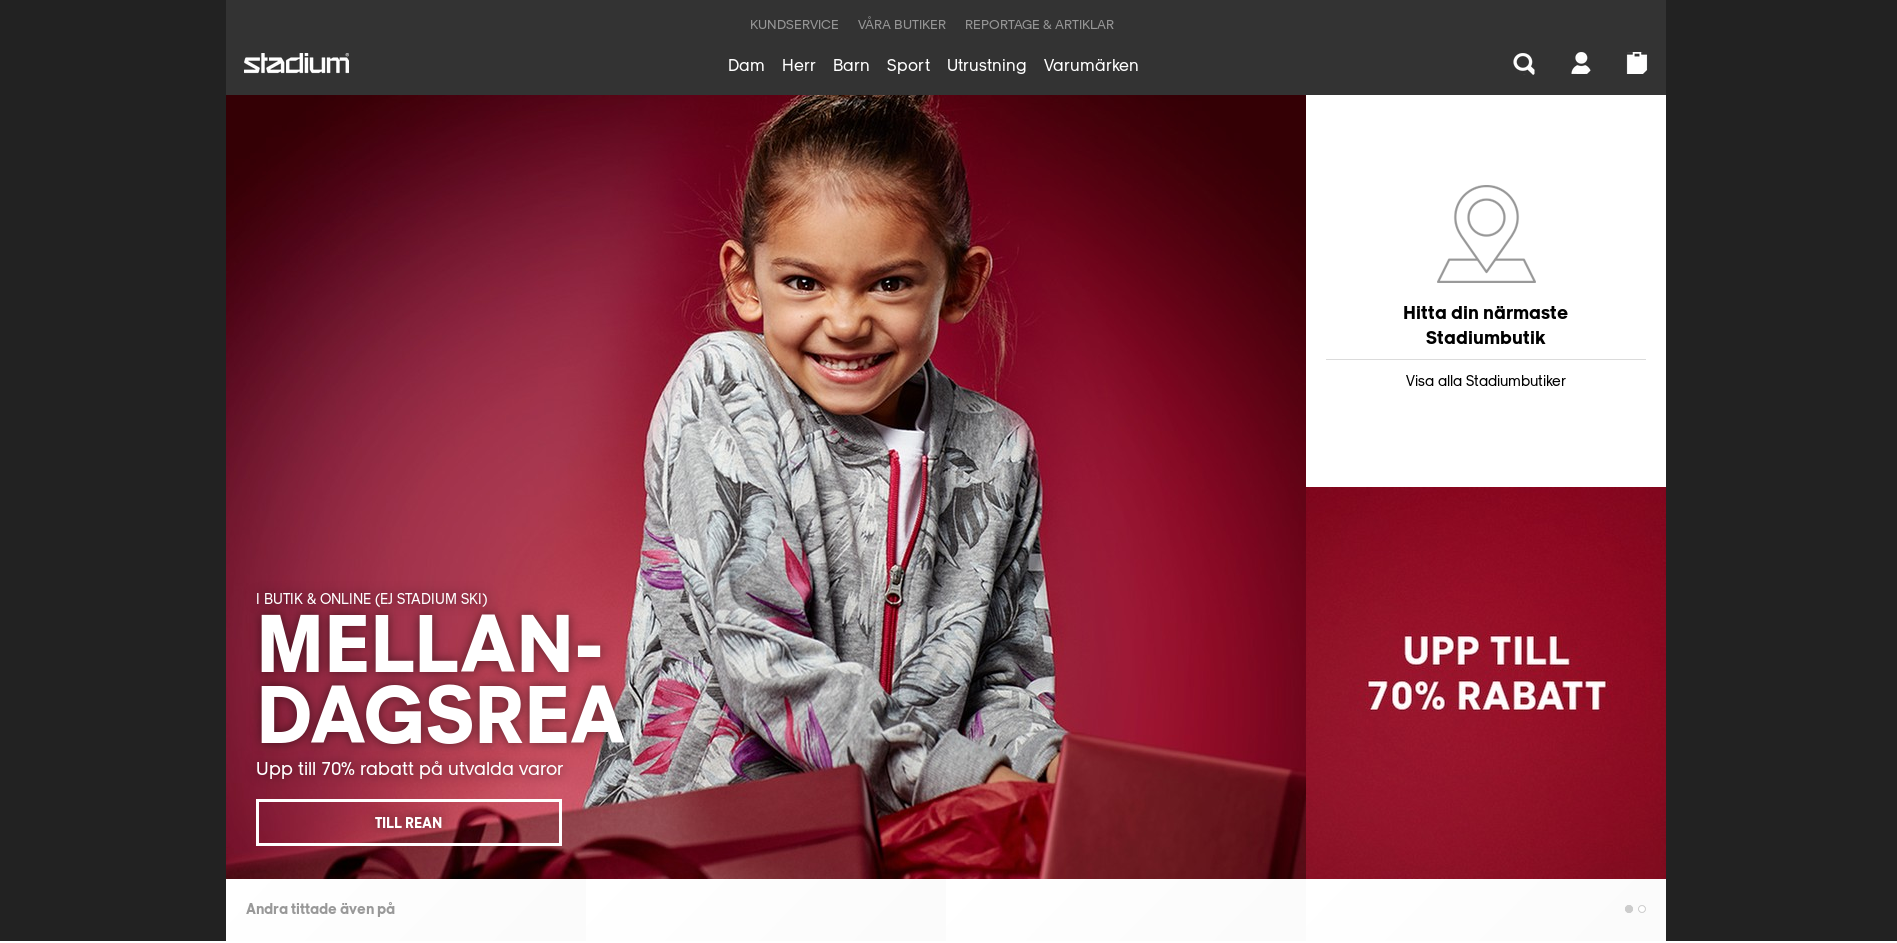 KUNDSERVICE VÅRA BUTIKER REPORTAGE & ARTIKLAR
stadium
Dam Herr Barn Sport Utrustning Varumärken
Hitta din närmaste
Stadiumbutik
Visa alla Stadiumbutiker
I BUTIK & ONLINE (EJ STADIUM SKI)
MELLAN-
DAGSREA
Upp till 70% rabatt på utvalda varor
TILL REAN
UPP TILL
70% RABATT
Andra tittade även på